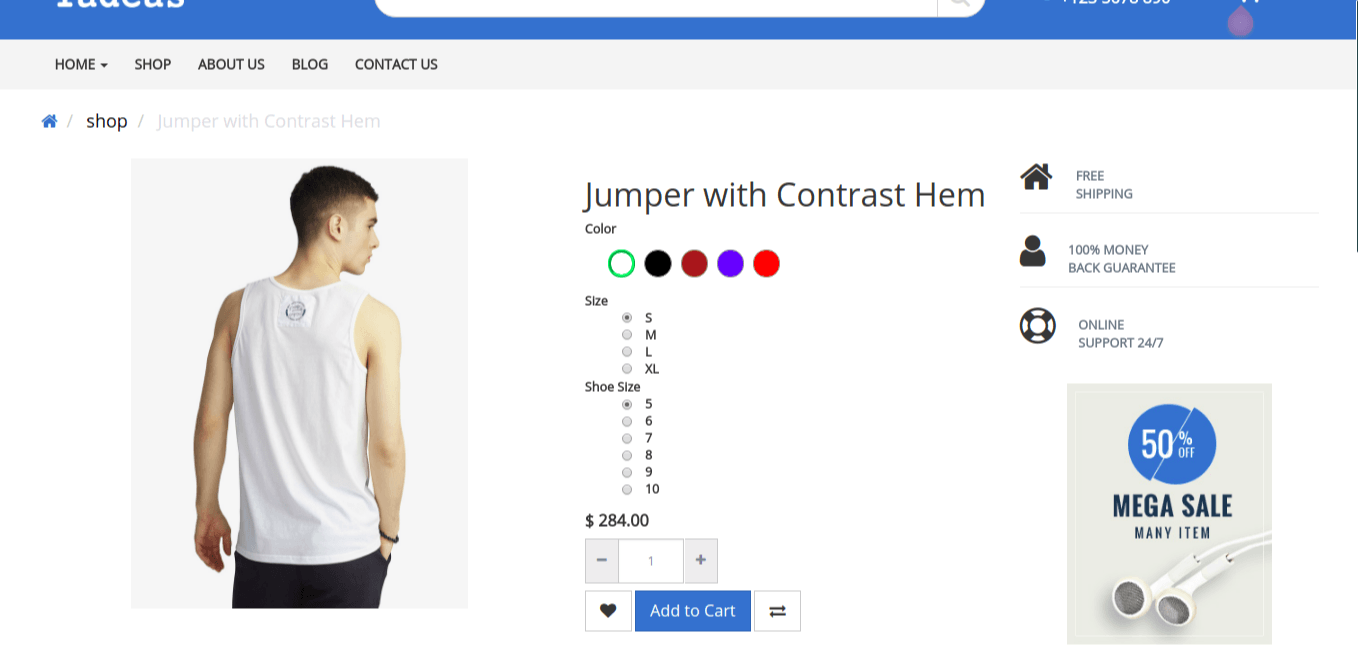 HOME
SHOP
ABOUT US
BLOG
CONTACT US
/ shop / Jumper with Contrast Hem
Jumper with Contrast Hem
Color
Size
S
M
L
XL
Shoe Size
5
6
7
8
9
10
$ 284.00
− 1 +
Add to Cart
FREE
SHIPPING
100% MONEY
BACK GUARANTEE
ONLINE
SUPPORT 24/7
50% OFF
MEGA SALE
MANY ITEM